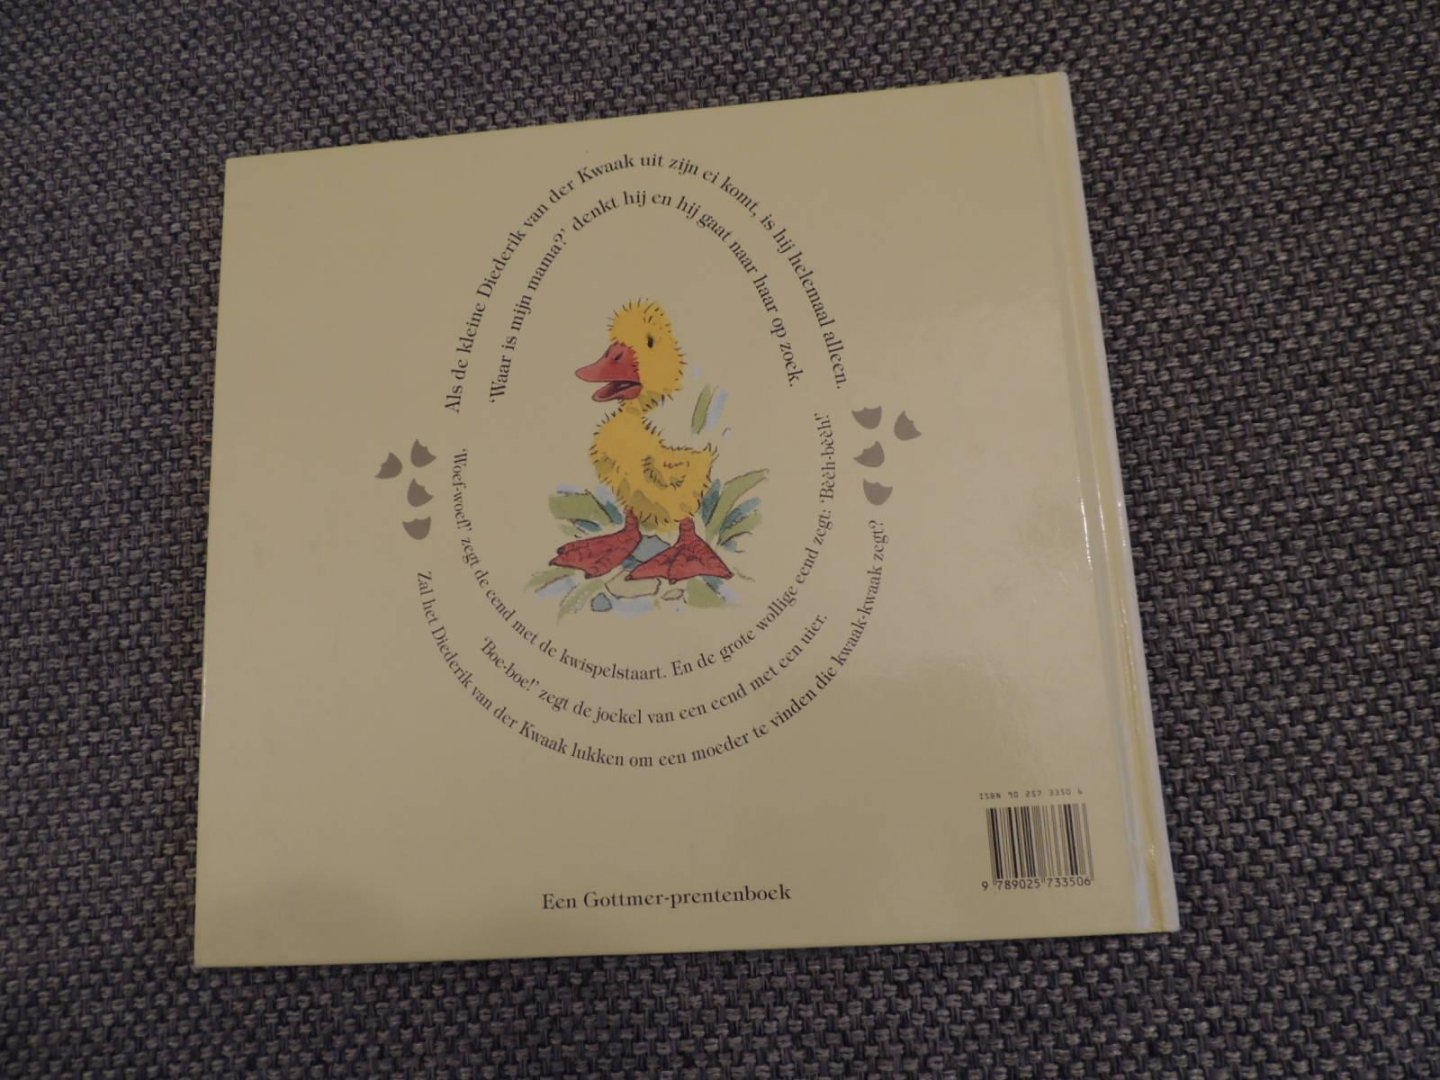 Als de kleine Diederik van der Kwaak uit zijn ei komt, is hij helemaal alleen.
‘Waar is mijn mama?’ denkt hij en hij gaat naar haar op zoek.
‘Woef-woef!’ zegt de eend met de kwispelstaart. En de grote wollige eend zegt: ‘Bèèh-bèèh!’
‘Boe-boe!’ zegt de joekel van een eend met een uier.
Zal het Diederik van der Kwaak lukken om een moeder te vinden die kwaak-kwaak zegt?
ISBN 90 257 3350 6
9 789025 733506
Een Gottmer-prentenboek